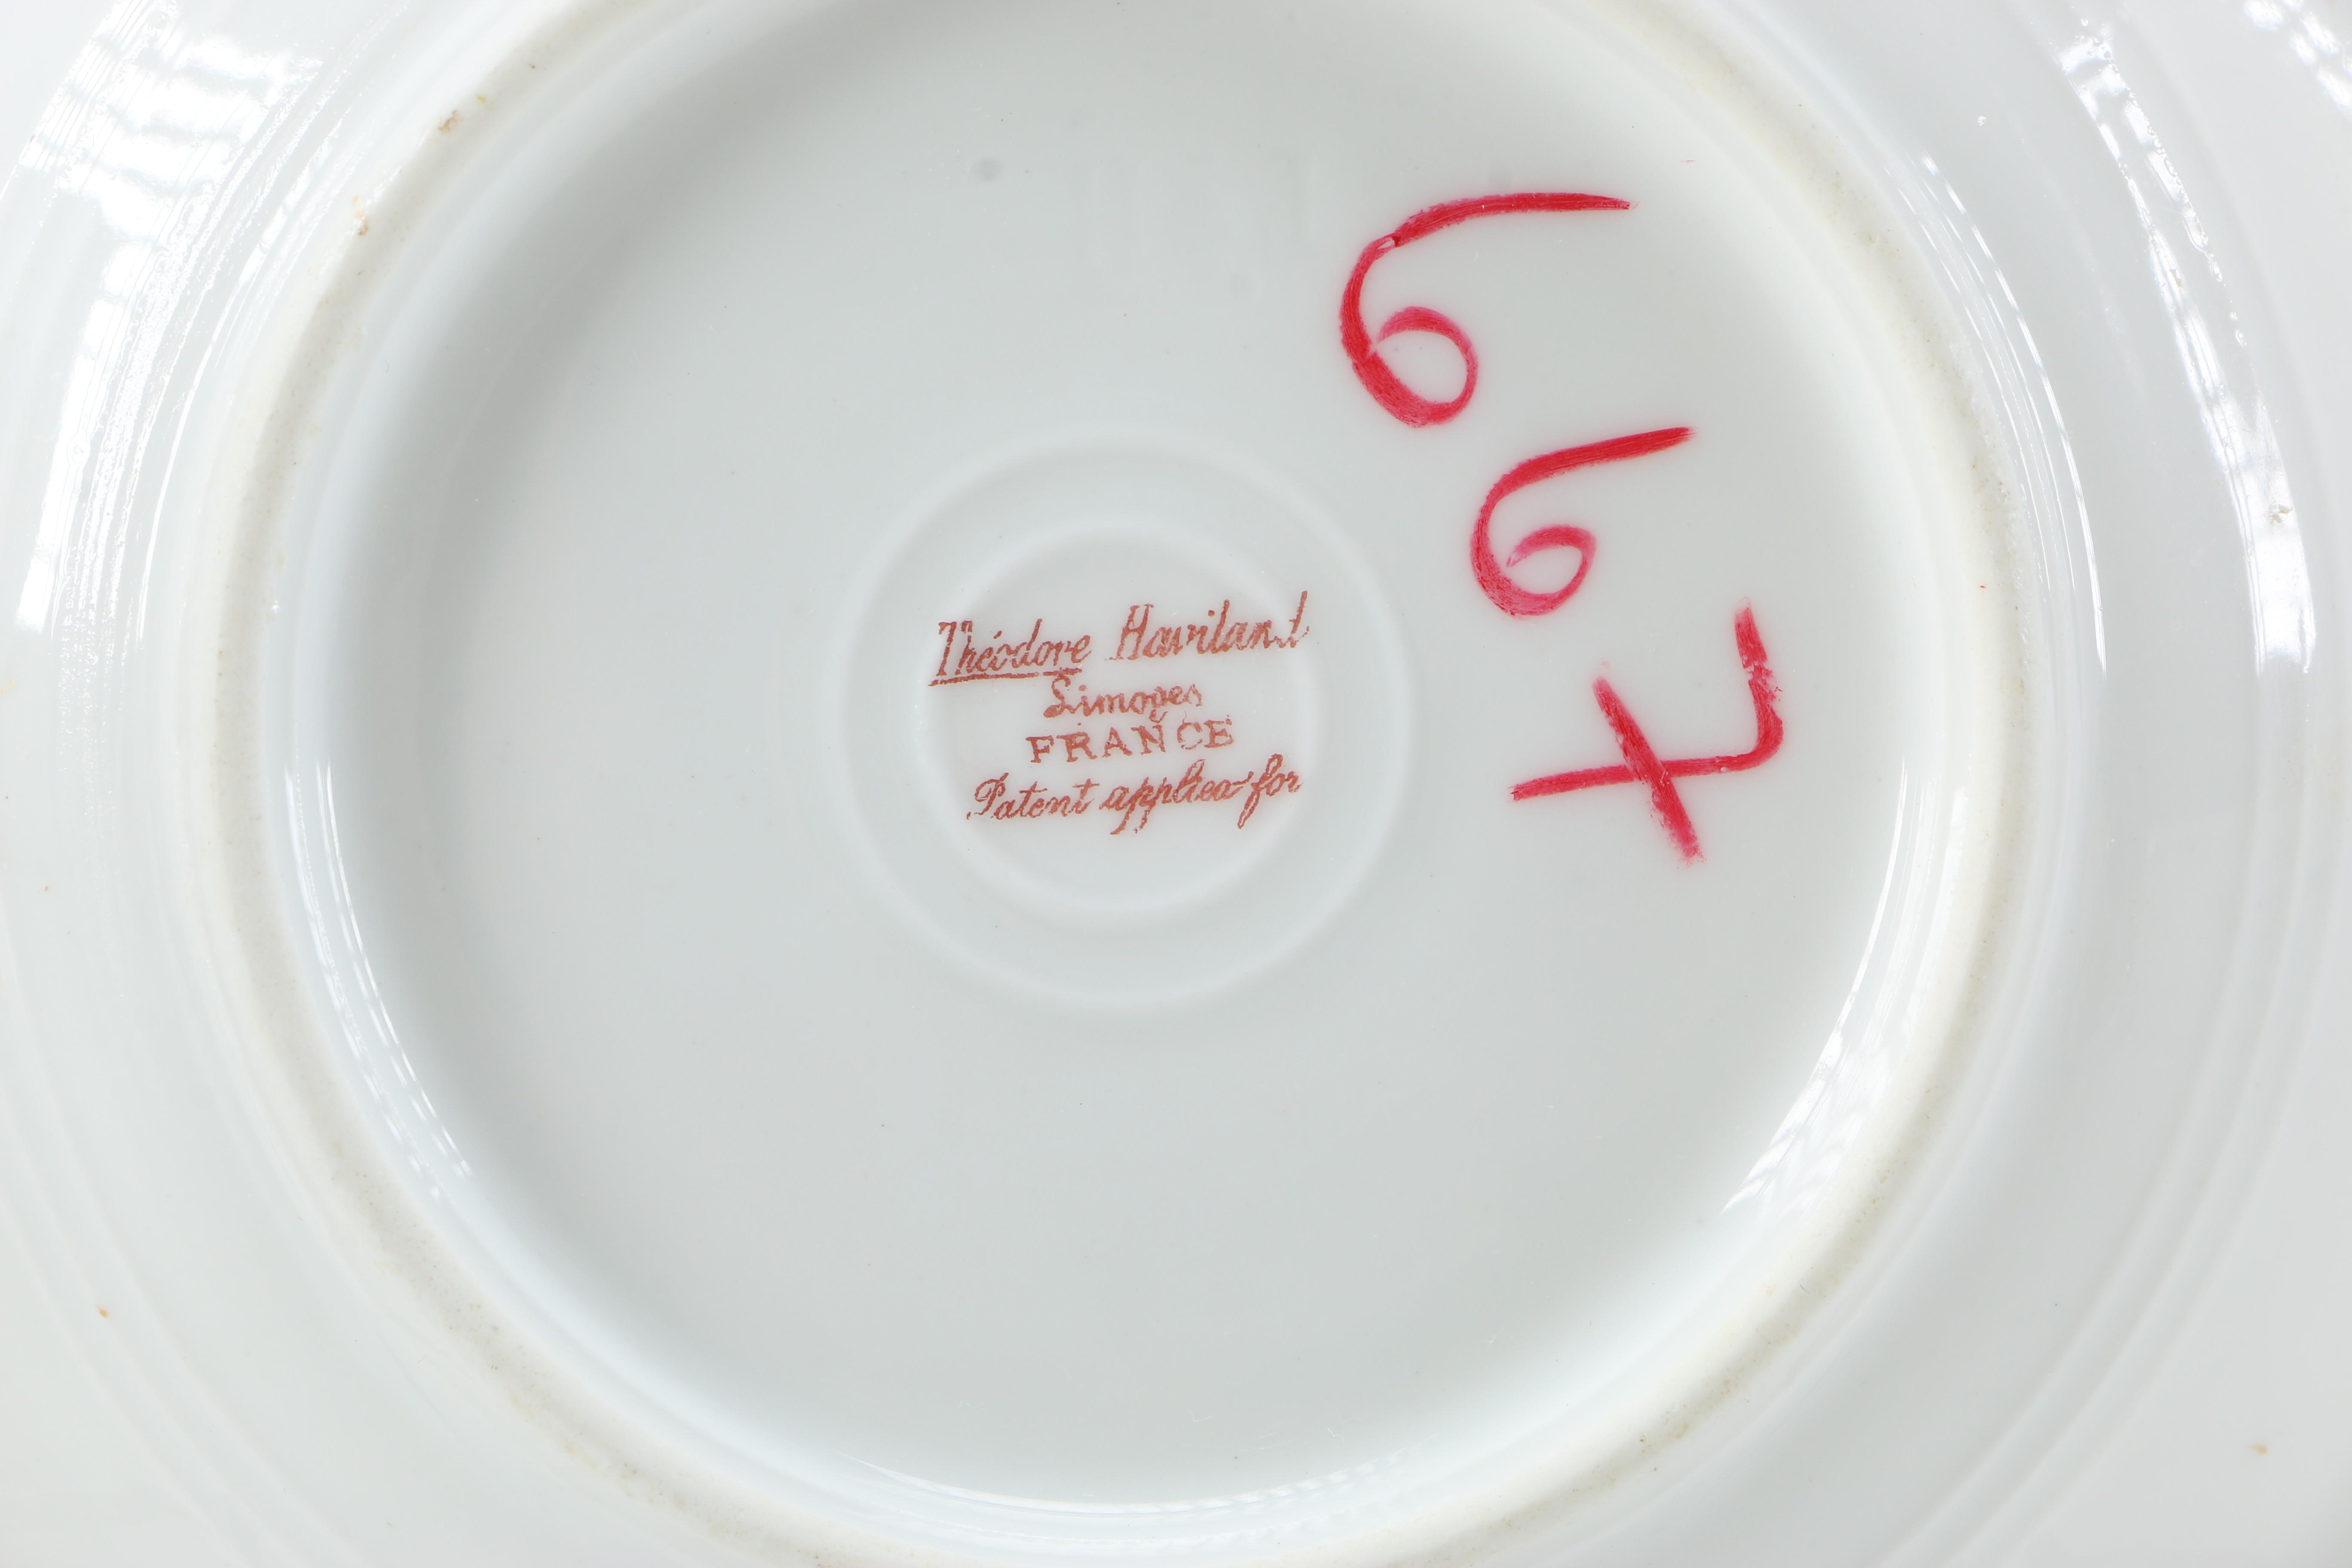 Théodore Haviland
Limoges
FRANCE
Patent applied for
667